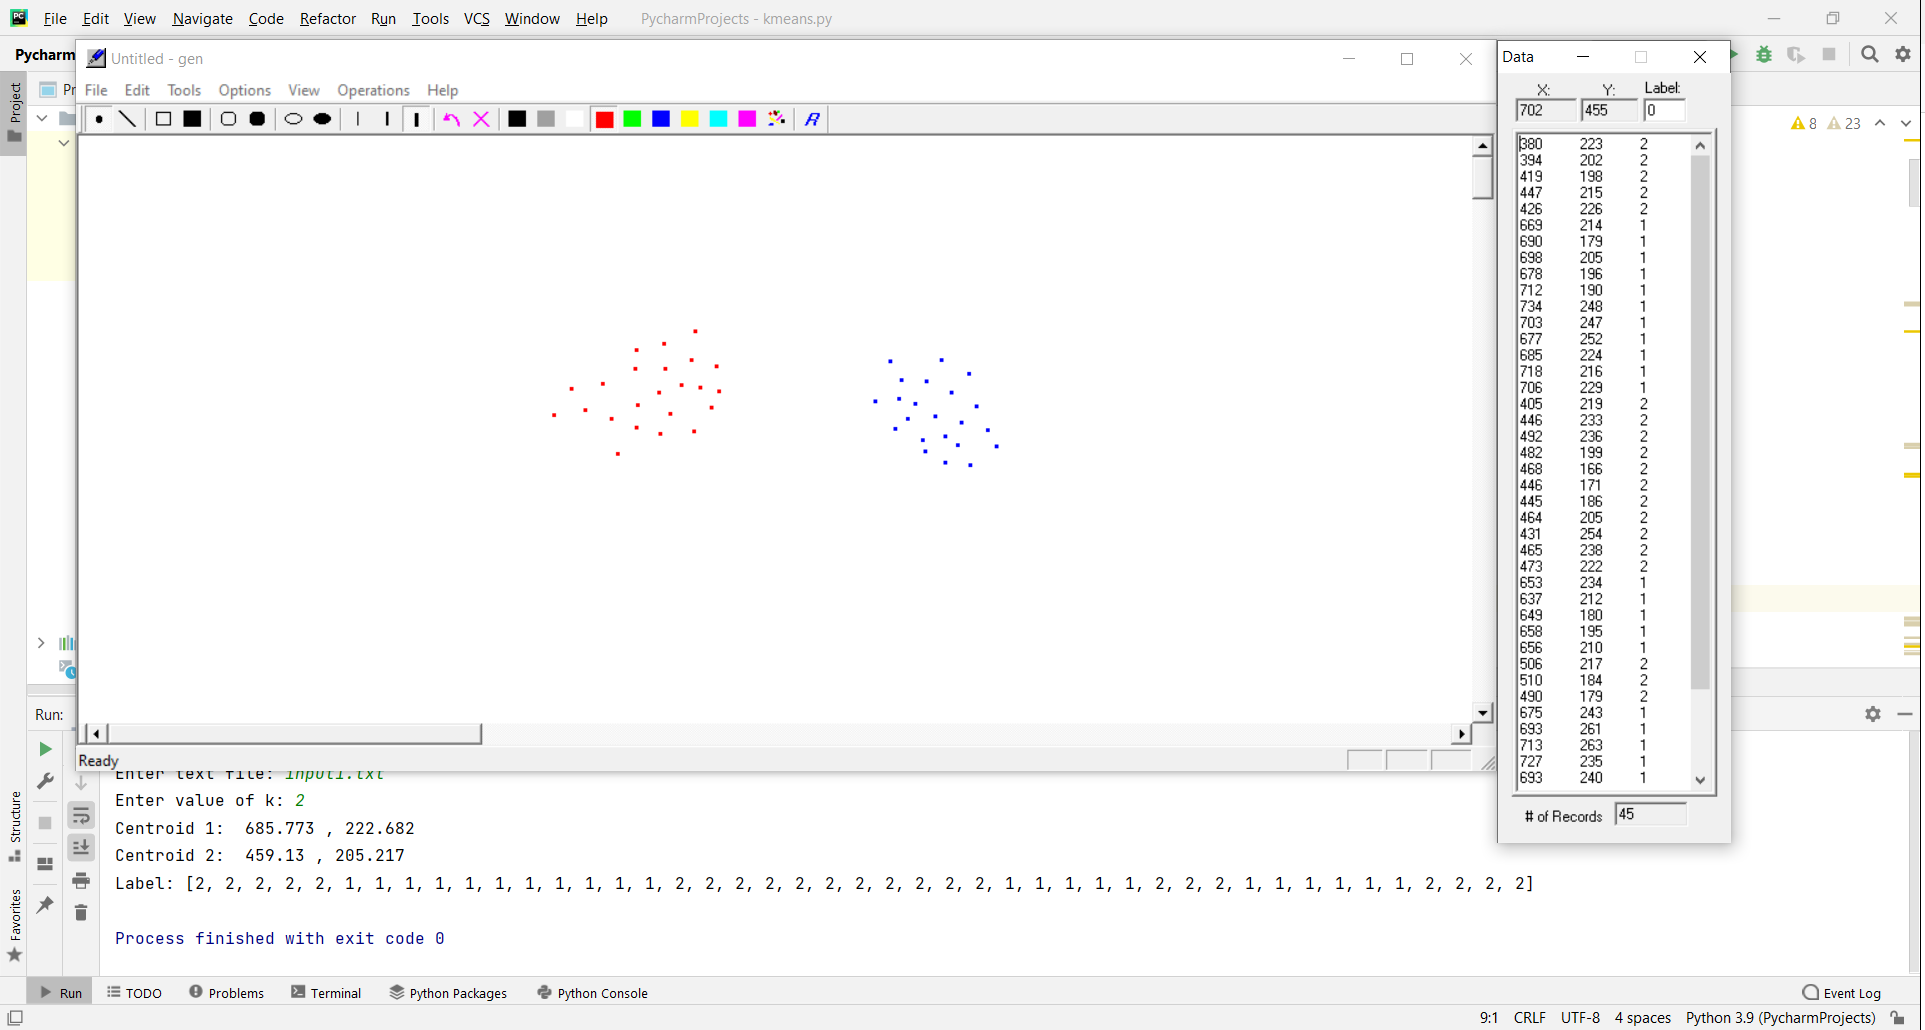 File Edit View Navigate Code Refactor Run Tools VCS Window Help PycharmProjects - kmeans.py
Pycharm
Untitled - gen
File Edit Tools Options View Operations Help
Project
Pr
Data
X: Y: Label:
702 455 0
380 223 2
394 202 2
419 198 2
447 215 2
426 226 2
669 214 1
690 179 1
698 205 1
678 196 1
712 190 1
734 248 1
703 247 1
677 252 1
685 224 1
718 216 1
706 229 1
405 219 2
446 233 2
492 236 2
482 199 2
468 166 2
446 171 2
445 186 2
464 205 2
431 254 2
465 238 2
473 222 2
653 234 1
637 212 1
649 180 1
658 195 1
656 210 1
506 217 2
510 184 2
490 179 2
675 243 1
693 261 1
713 263 1
727 235 1
693 240 1
# of Records 45
8 23
Ready
Run:
Enter text file: input1.txt
Enter value of k: 2
Centroid 1: 685.773 , 222.682
Centroid 2: 459.13 , 205.217
Label: [2, 2, 2, 2, 2, 1, 1, 1, 1, 1, 1, 1, 1, 1, 1, 1, 2, 2, 2, 2, 2, 2, 2, 2, 2, 2, 2, 1, 1, 1, 1, 1, 2, 2, 2, 1, 1, 1, 1, 1, 1, 2, 2, 2, 2]
Process finished with exit code 0
Structure
Favorites
Run TODO Problems Terminal Python Packages Python Console Event Log
9:1 CRLF UTF-8 4 spaces Python 3.9 (PycharmProjects)